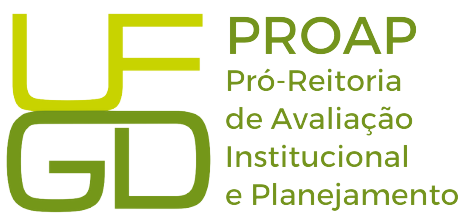 UF
GD
PROAP
Pró-Reitoria
de Avaliação
Institucional
e Planejamento